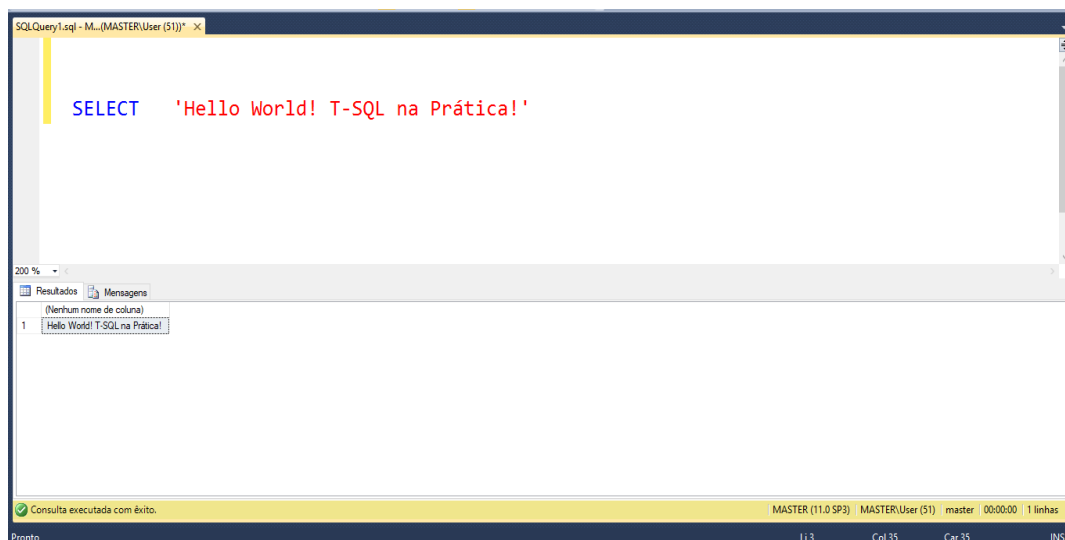 SQLQuery1.sql - M...(MASTER\User (51))* ×
SELECT 'Hello World! T-SQL na Prática!'
200 %
Resultados Mensagens
(Nenhum nome de coluna)
1 Hello World! T-SQL na Prática!
Consulta executada com êxito. MASTER (11.0 SP3) MASTER\User (51) master 00:00:00 1 linhas
Pronto Li 3 Col 35 Car 35 INS